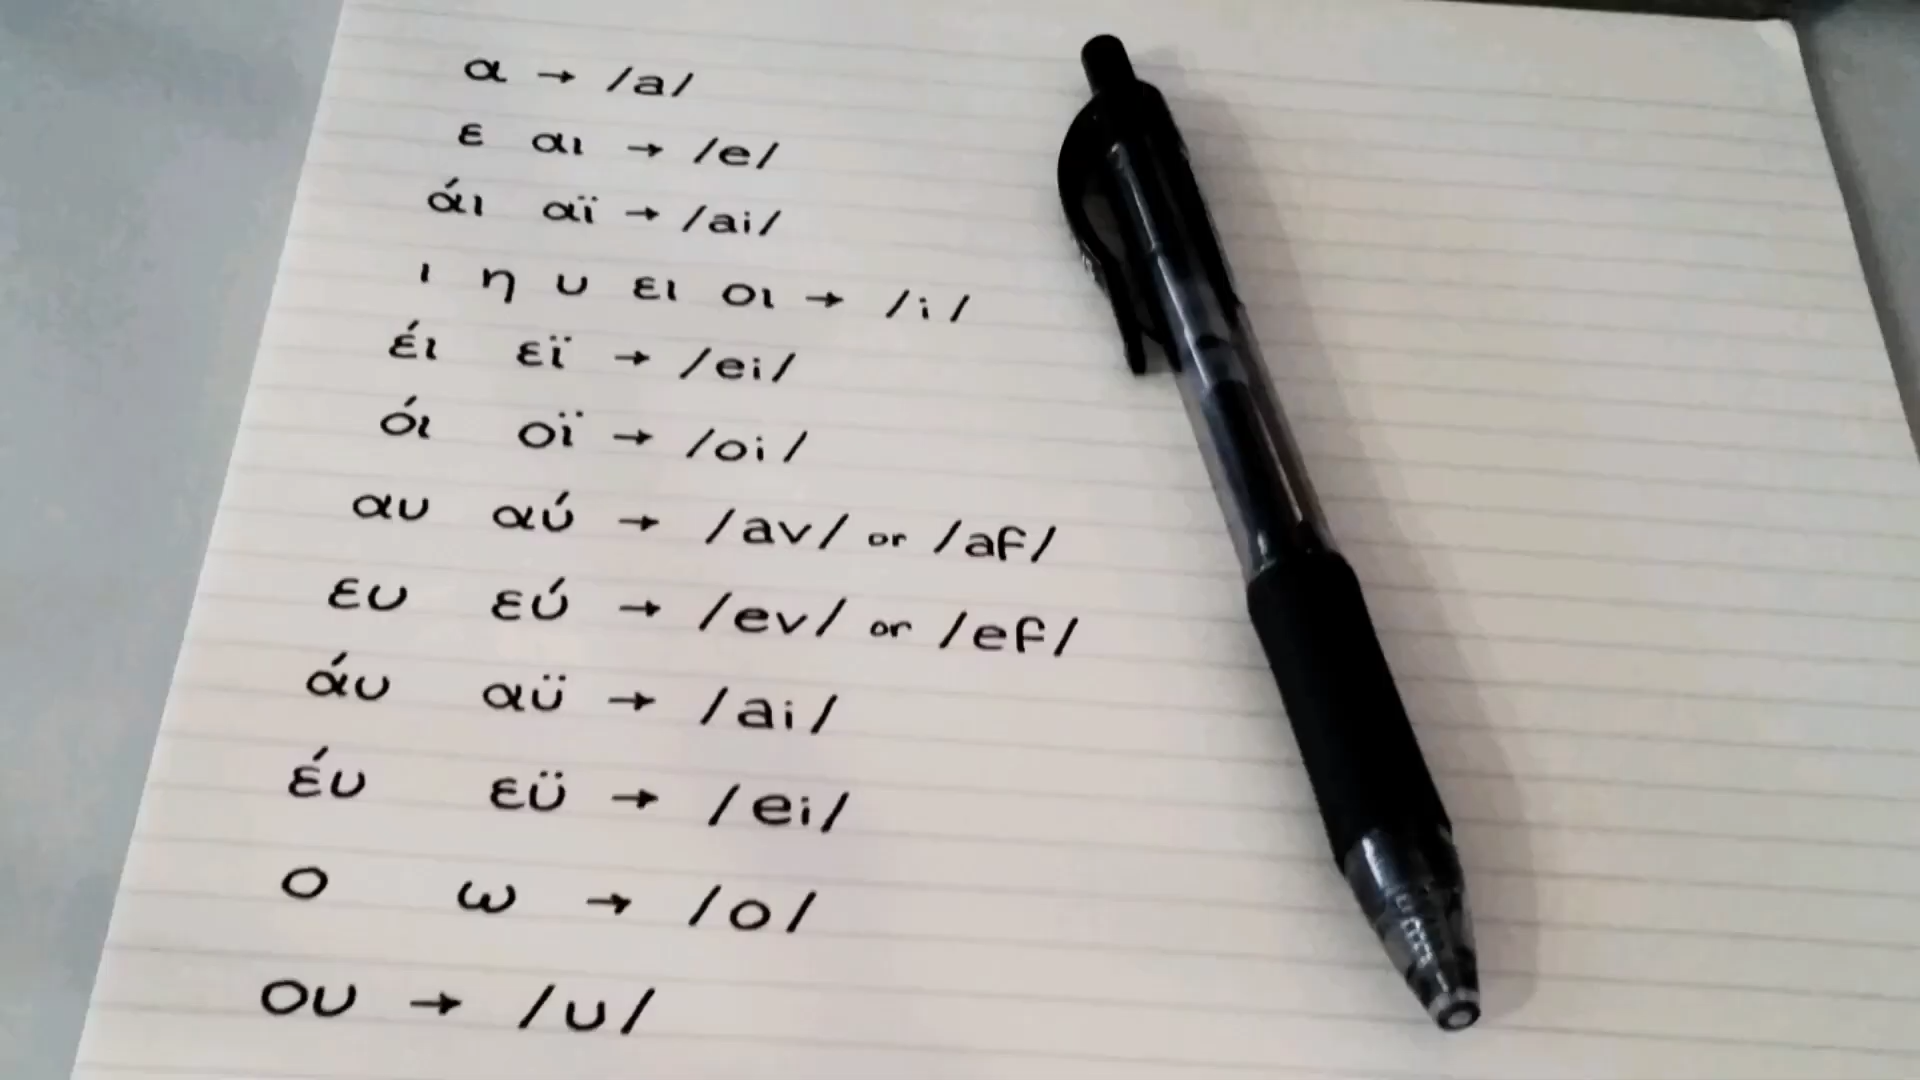 α → /a/
ε αι → /e/
άι αϊ → /ai/
ι η υ ει οι → /i/
έι εϊ → /ei/
όι οϊ → /oi/
αυ αύ → /av/ or /af/
ευ εύ → /ev/ or /ef/
άυ αϋ → /ai/
έυ εϋ → /ei/
ο ω → /o/
ου → /u/